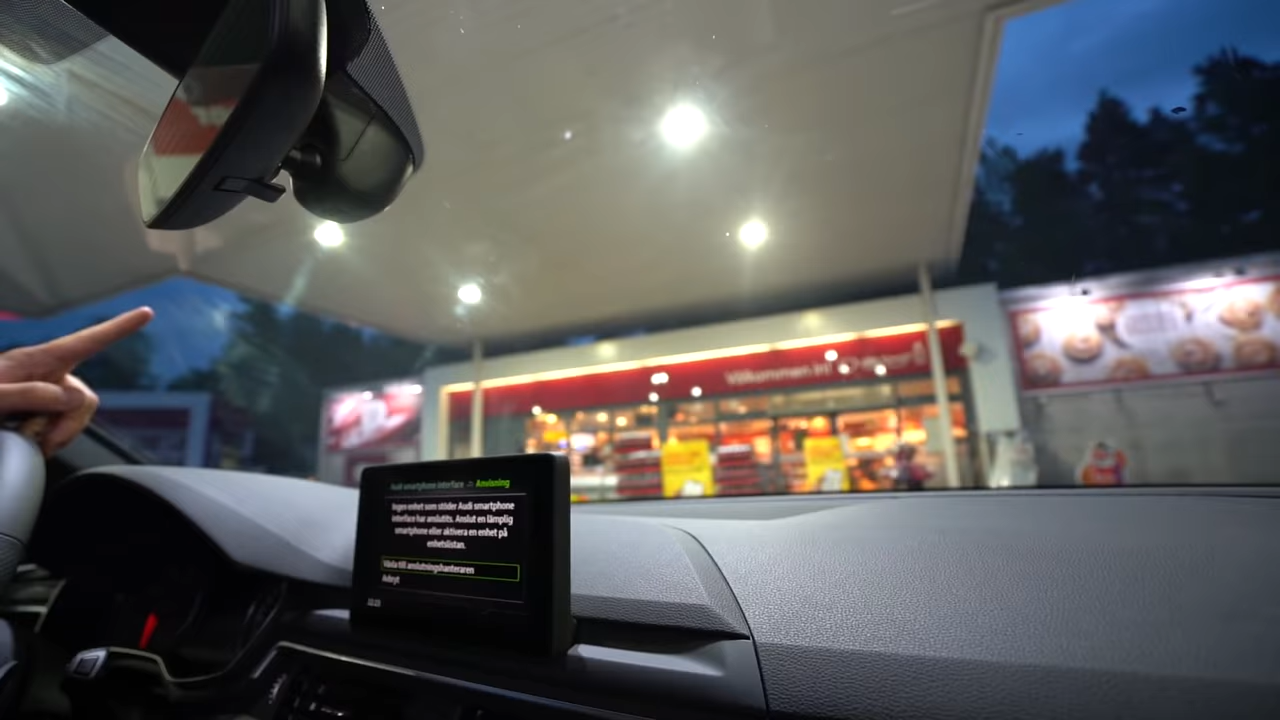 Välkommen in!
Audi smartphone interface -> Anvisning
Ingen enhet som stöder Audi smartphone
interface har anslutits. Anslut en lämplig
smartphone eller aktivera en enhet på
enhetslistan.
Växla till anslutningshanteraren
Avbryt